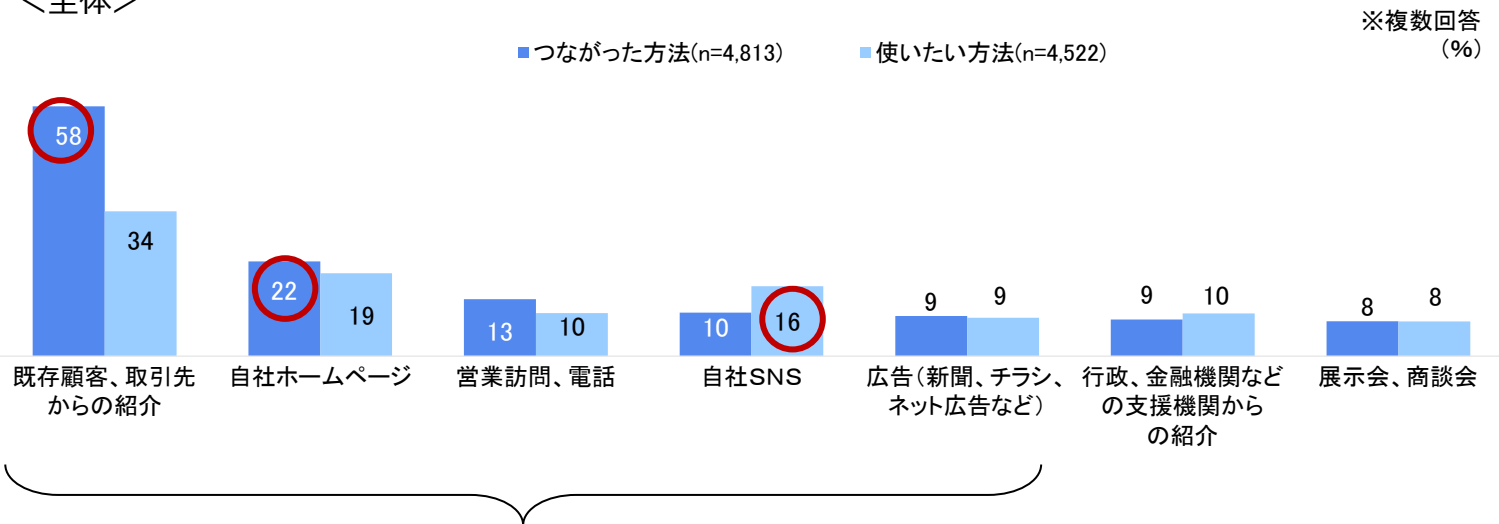 <全体>
※複数回答
(%)
つながった方法(n=4,813) 使いたい方法(n=4,522)
58
34
22
19
13
10
10
16
9
9
9
10
8
8
既存顧客、取引先
からの紹介
自社ホームページ
営業訪問、電話
自社SNS
広告(新聞、チラシ、
ネット広告など)
行政、金融機関など
の支援機関から
の紹介
展示会、商談会